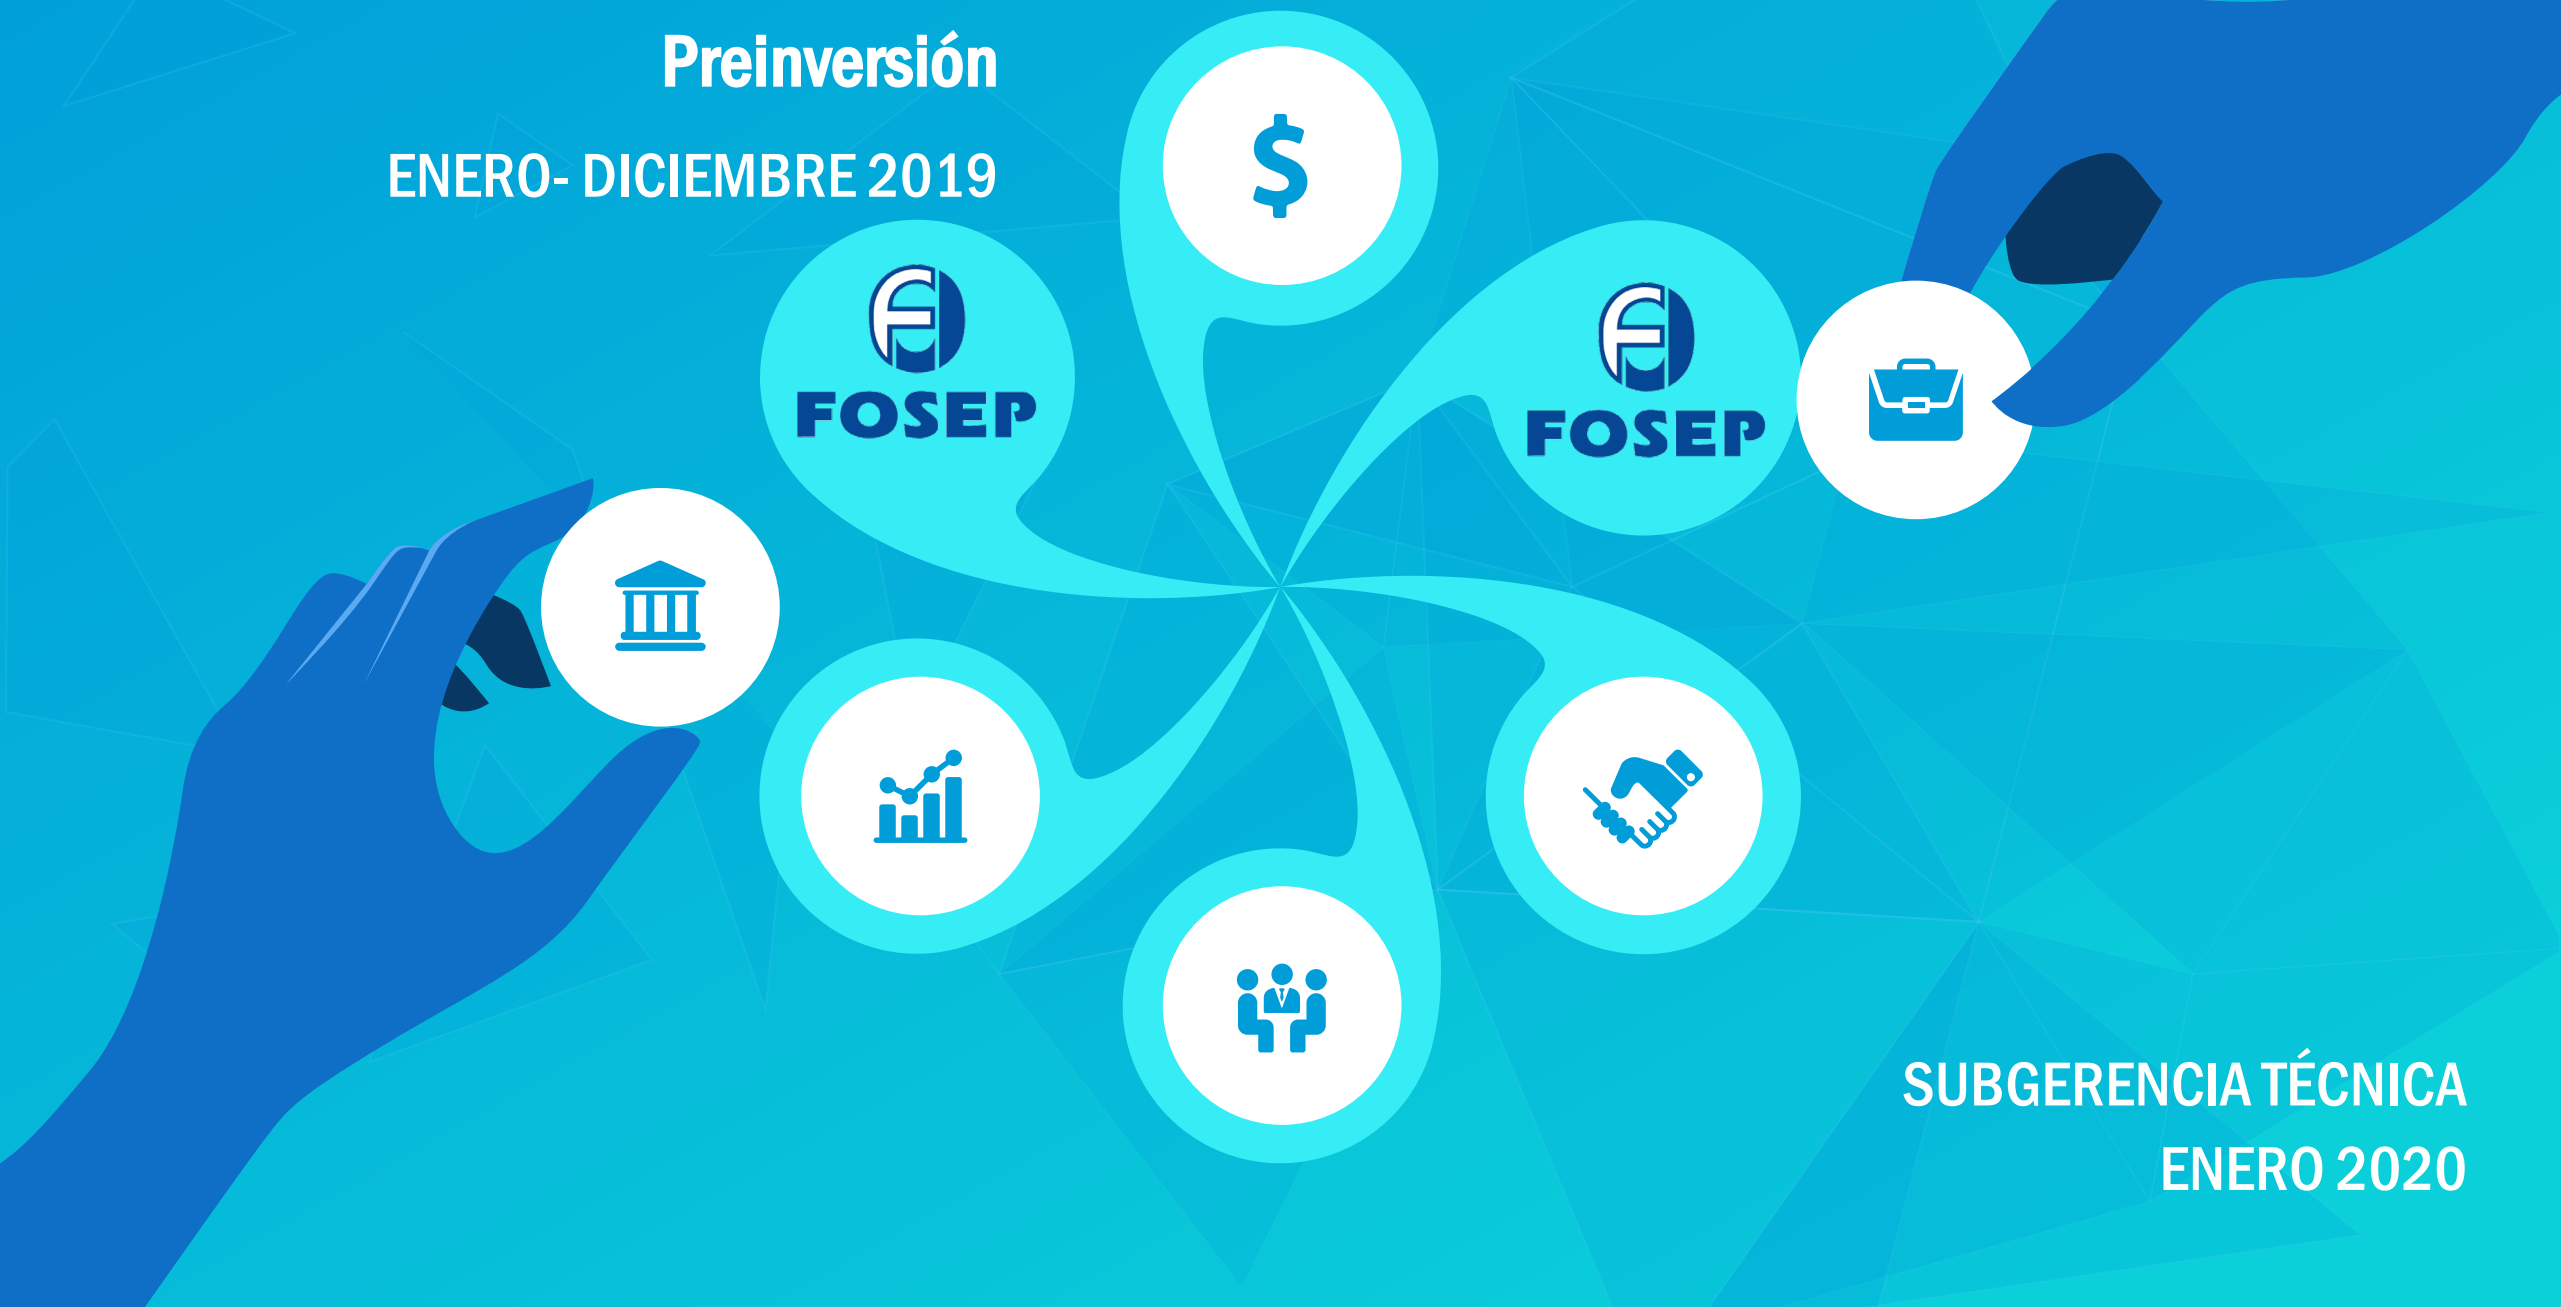 Preinversión
ENERO- DICIEMBRE 2019
$
FOSEP
FOSEP
SUBGERENCIA TÉCNICA
ENERO 2020